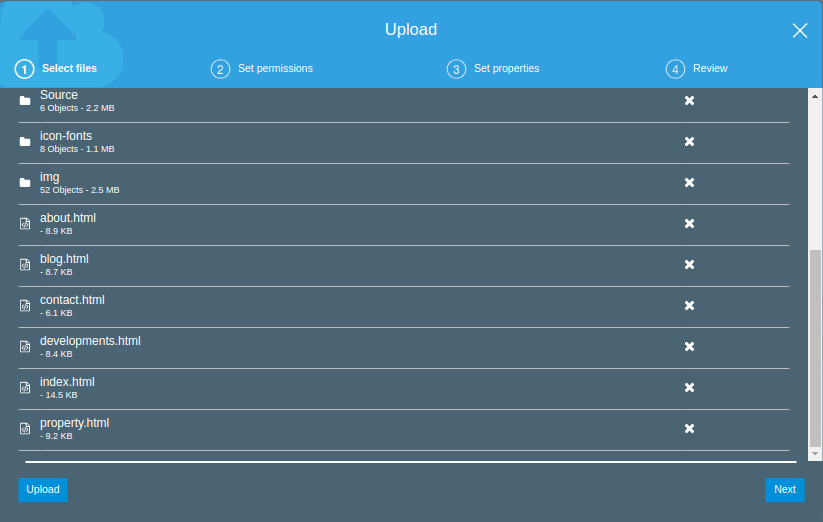 Upload
1 Select files
2 Set permissions
3 Set properties
4 Review
Source
6 Objects - 2.2 MB
icon-fonts
8 Objects - 1.1 MB
img
52 Objects - 2.5 MB
about.html
- 8.9 KB
blog.html
- 8.7 KB
contact.html
- 6.1 KB
developments.html
- 8.4 KB
index.html
- 14.5 KB
property.html
- 9.2 KB
Upload
Next